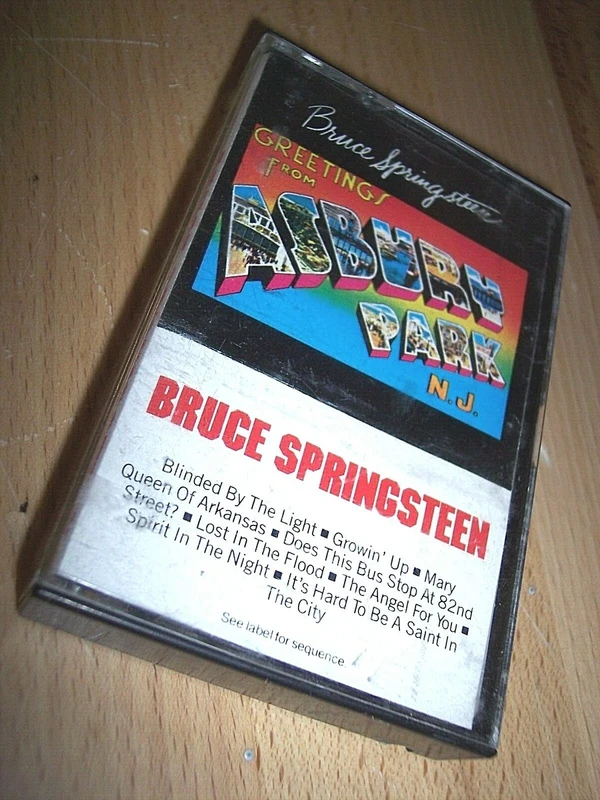 Bruce Springsteen
GREETINGS
FROM
ASBURY
PARK
N.J.
BRUCE SPRINGSTEEN
Blinded By The Light ■ Growin' Up ■ Mary
Queen Of Arkansas ■ Does This Bus Stop At 82nd
Street? ■ Lost In The Flood ■ The Angel For You ■
Spirit In The Night ■ It's Hard To Be A Saint In
The City
See label for sequence